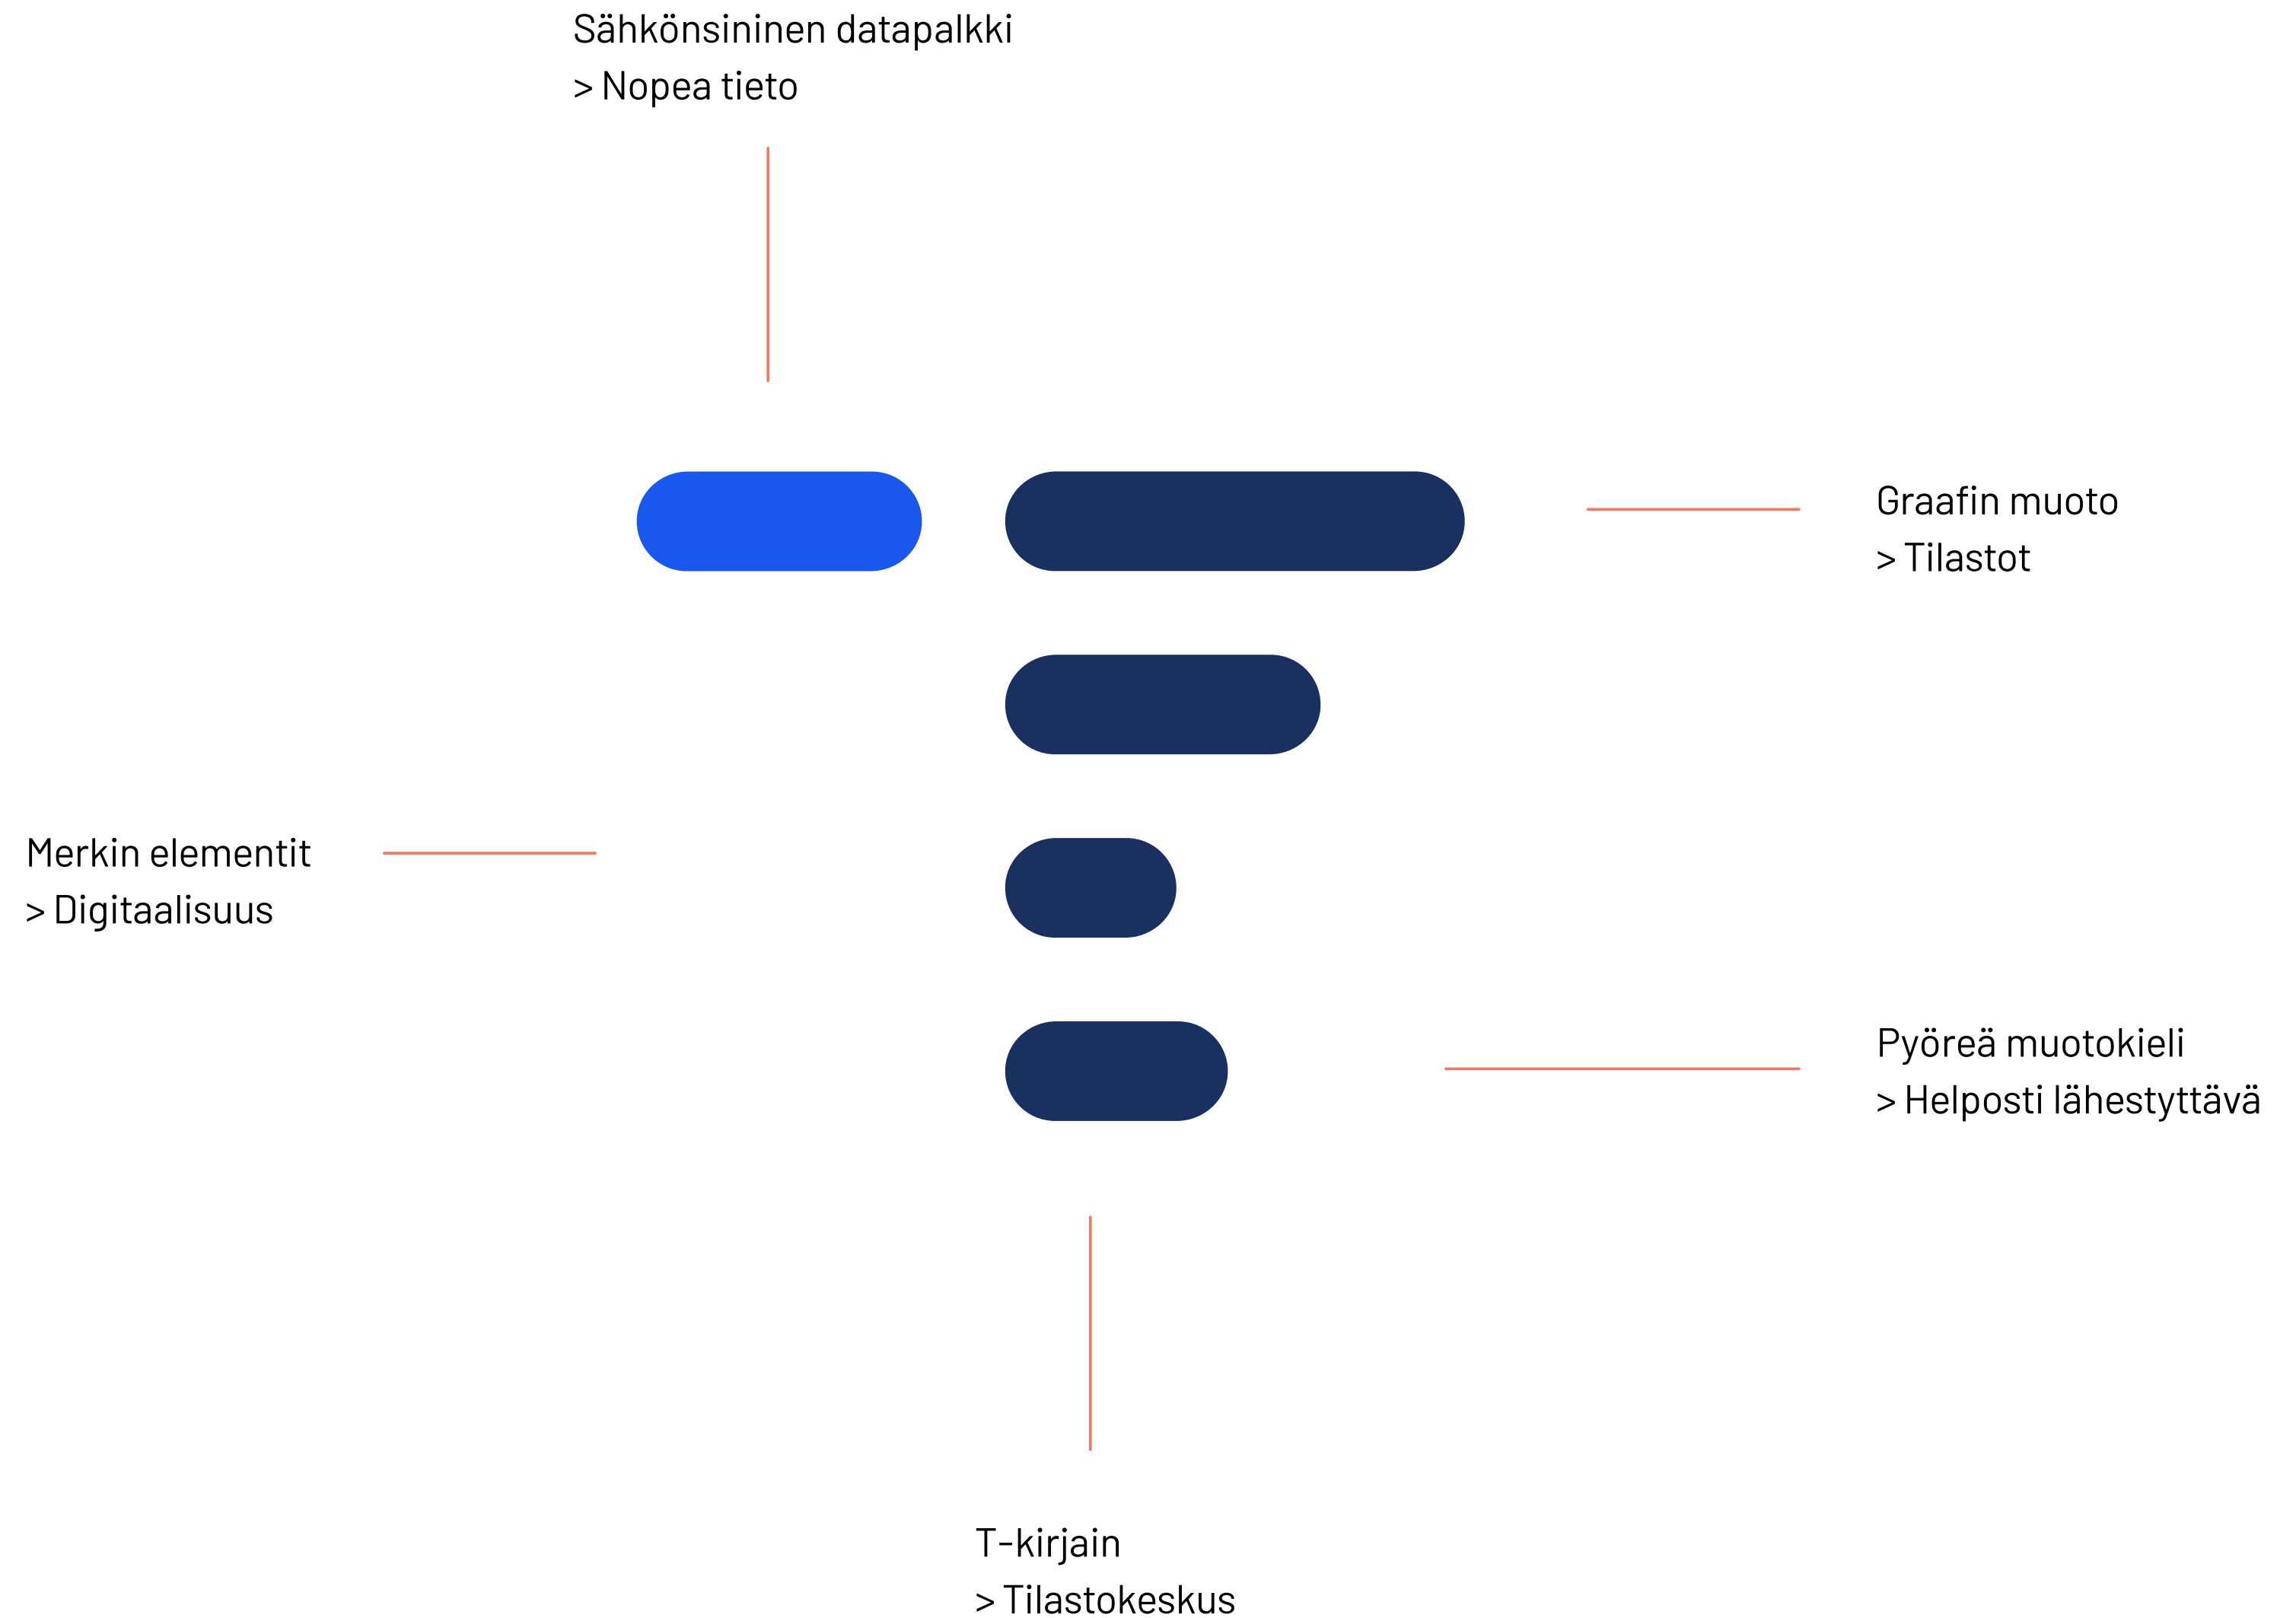 Sähkönsininen datapalkki
> Nopea tieto
Graafin muoto
> Tilastot
Merkin elementit
> Digitaalisuus
Pyöreä muotokieli
> Helposti lähestyttävä
T-kirjain
> Tilastokeskus